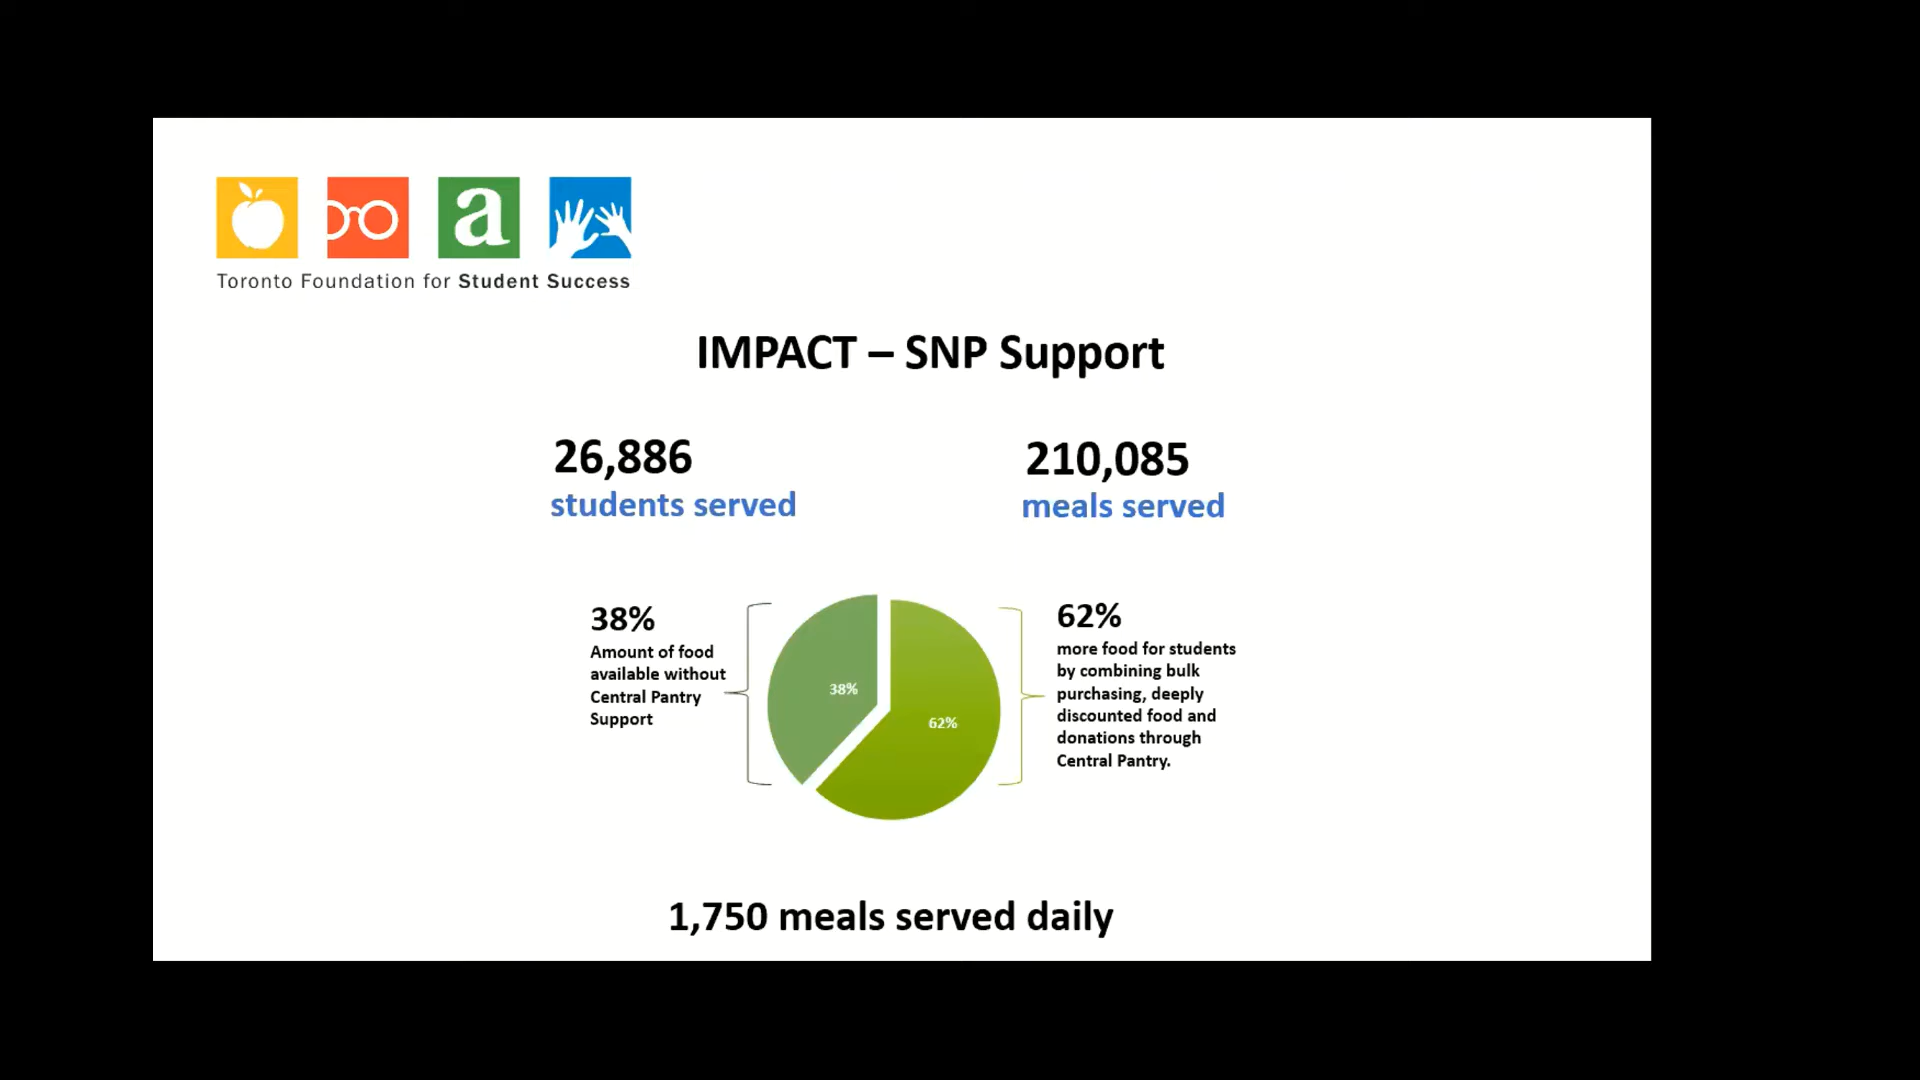 a
Toronto Foundation for Student Success
IMPACT – SNP Support
26,886
students served
210,085
meals served
38%
Amount of food
available without
Central Pantry
Support
38%
62%
62%
more food for students
by combining bulk
purchasing, deeply
discounted food and
donations through
Central Pantry.
1,750 meals served daily